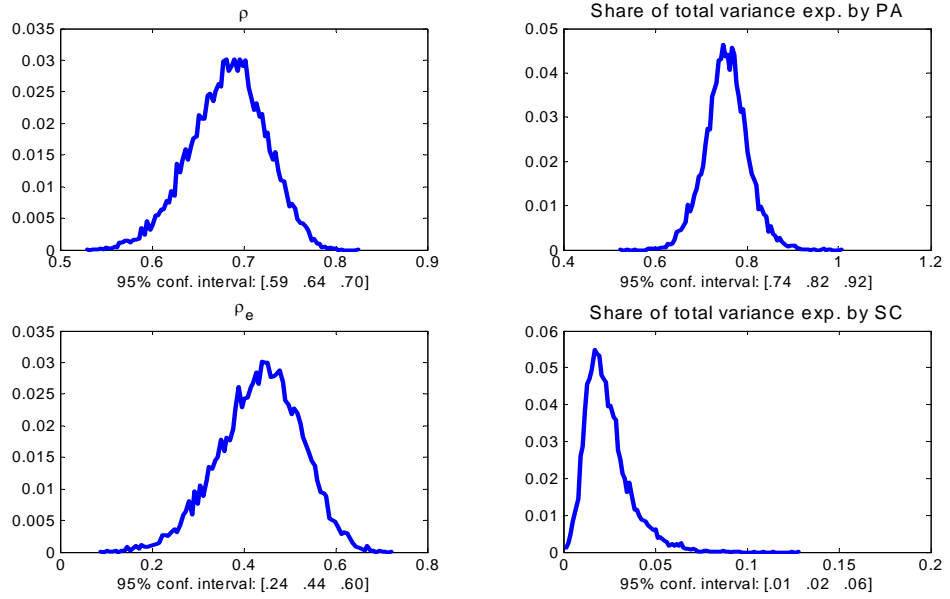 ρ
0.035
0.03
0.025
0.02
0.015
0.01
0.005
0
0.5 0.6 0.7 0.8 0.9
95% conf. interval: [.59 .64 .70]
Share of total variance exp. by PA
0.05
0.04
0.03
0.02
0.01
0
0.4 0.6 0.8 1 1.2
95% conf. interval: [.74 .82 .92]
ρe
0.035
0.03
0.025
0.02
0.015
0.01
0.005
0
0 0.2 0.4 0.6 0.8
95% conf. interval: [.24 .44 .60]
Share of total variance exp. by SC
0.06
0.05
0.04
0.03
0.02
0.01
0
0 0.05 0.1 0.15 0.2
95% conf. interval: [.01 .02 .06]